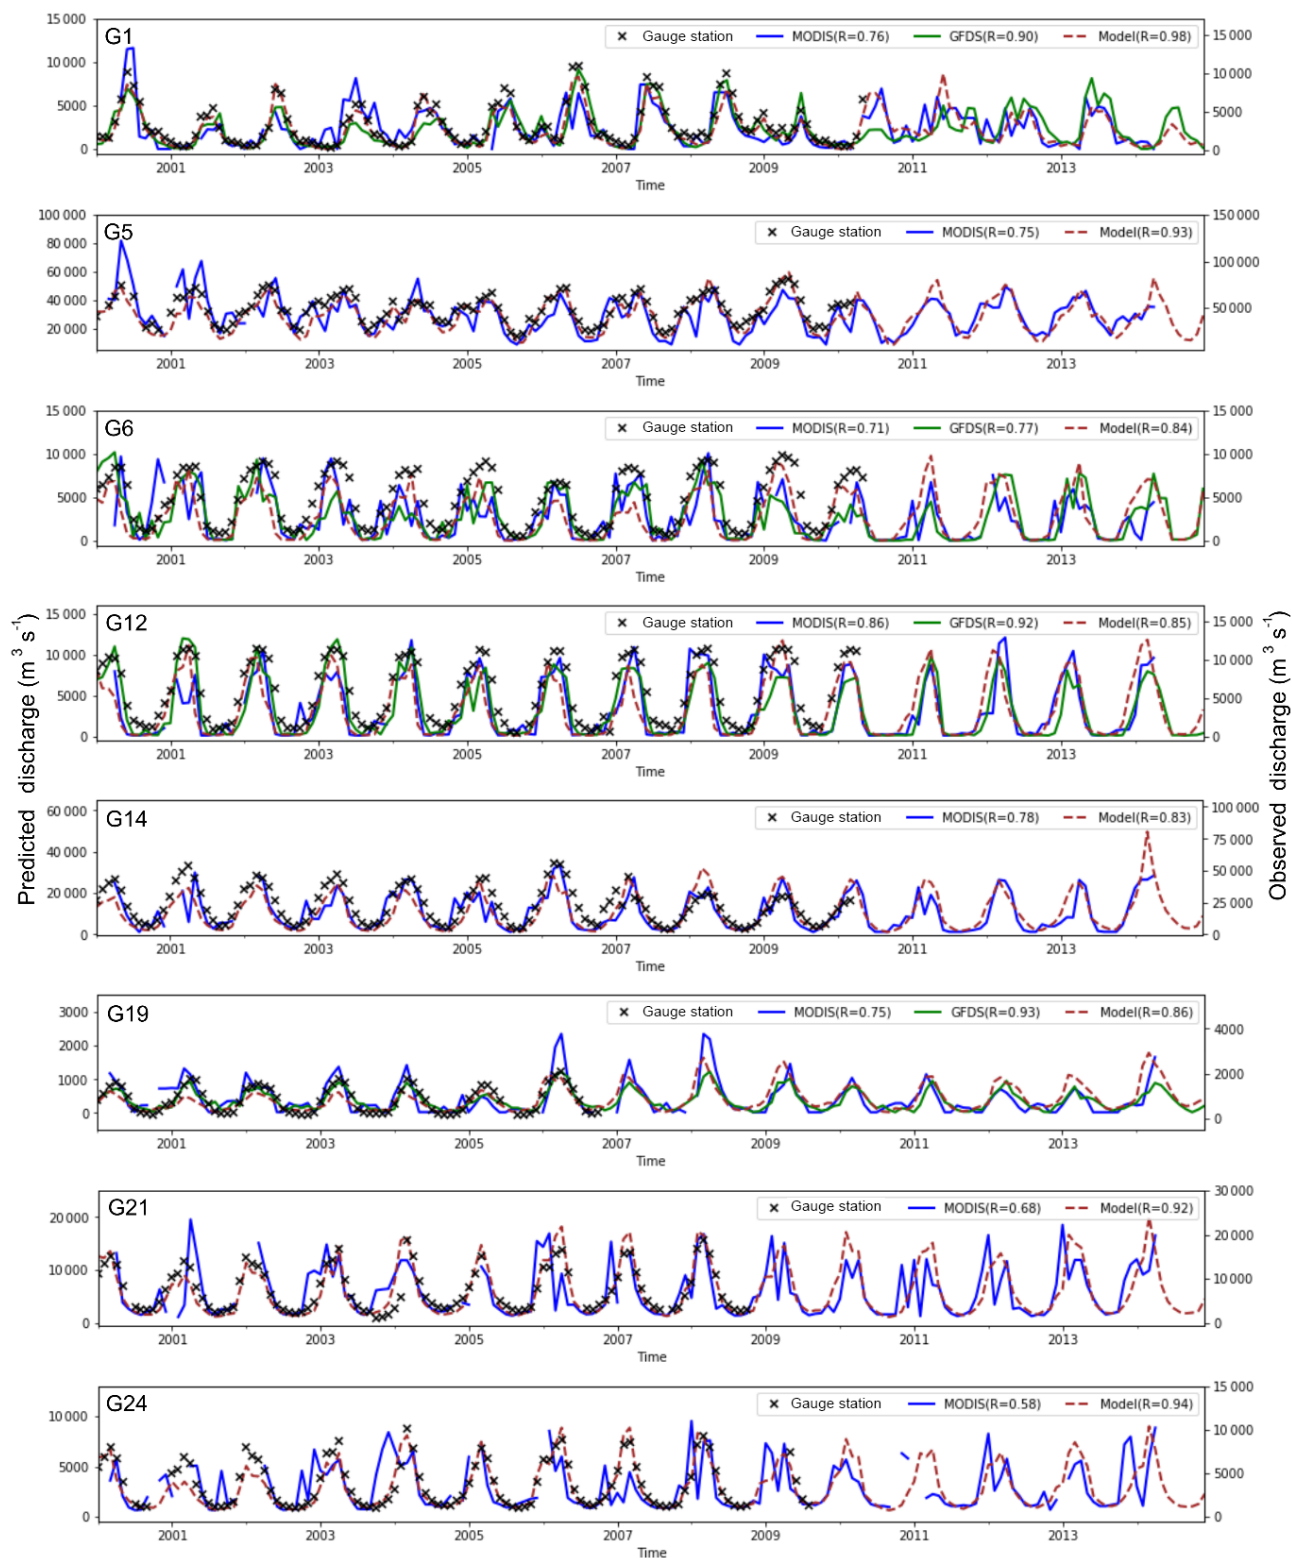 G1
Gauge station MODIS(R=0.76) GFDS(R=0.90) Model(R=0.98)
15 000
10 000
5000
0
15 000
10 000
5000
0
2001 2003 2005 2007 2009 2011 2013
Time
G5
Gauge station MODIS(R=0.75) Model(R=0.93)
100 000
80 000
60 000
40 000
20 000
150 000
100 000
50 000
2001 2003 2005 2007 2009 2011 2013
Time
G6
Gauge station MODIS(R=0.71) GFDS(R=0.77) Model(R=0.84)
15 000
10 000
5000
0
15 000
10 000
5000
0
2001 2003 2005 2007 2009 2011 2013
Time
Predicted discharge (m 3 s-1)
Observed discharge (m 3 s-1)
G12
Gauge station MODIS(R=0.86) GFDS(R=0.92) Model(R=0.85)
15 000
10 000
5000
0
15 000
10 000
5000
0
2001 2003 2005 2007 2009 2011 2013
Time
G14
Gauge station MODIS(R=0.78) Model(R=0.83)
60 000
40 000
20 000
0
100 000
75 000
50 000
25 000
0
2001 2003 2005 2007 2009 2011 2013
Time
G19
Gauge station MODIS(R=0.75) GFDS(R=0.93) Model(R=0.86)
3000
2000
1000
0
4000
2000
0
2001 2003 2005 2007 2009 2011 2013
Time
G21
Gauge station MODIS(R=0.68) Model(R=0.92)
20 000
10 000
0
30 000
20 000
10 000
0
2001 2003 2005 2007 2009 2011 2013
Time
G24
Gauge station MODIS(R=0.58) Model(R=0.94)
10 000
5000
0
15 000
10 000
5000
0
2001 2003 2005 2007 2009 2011 2013
Time